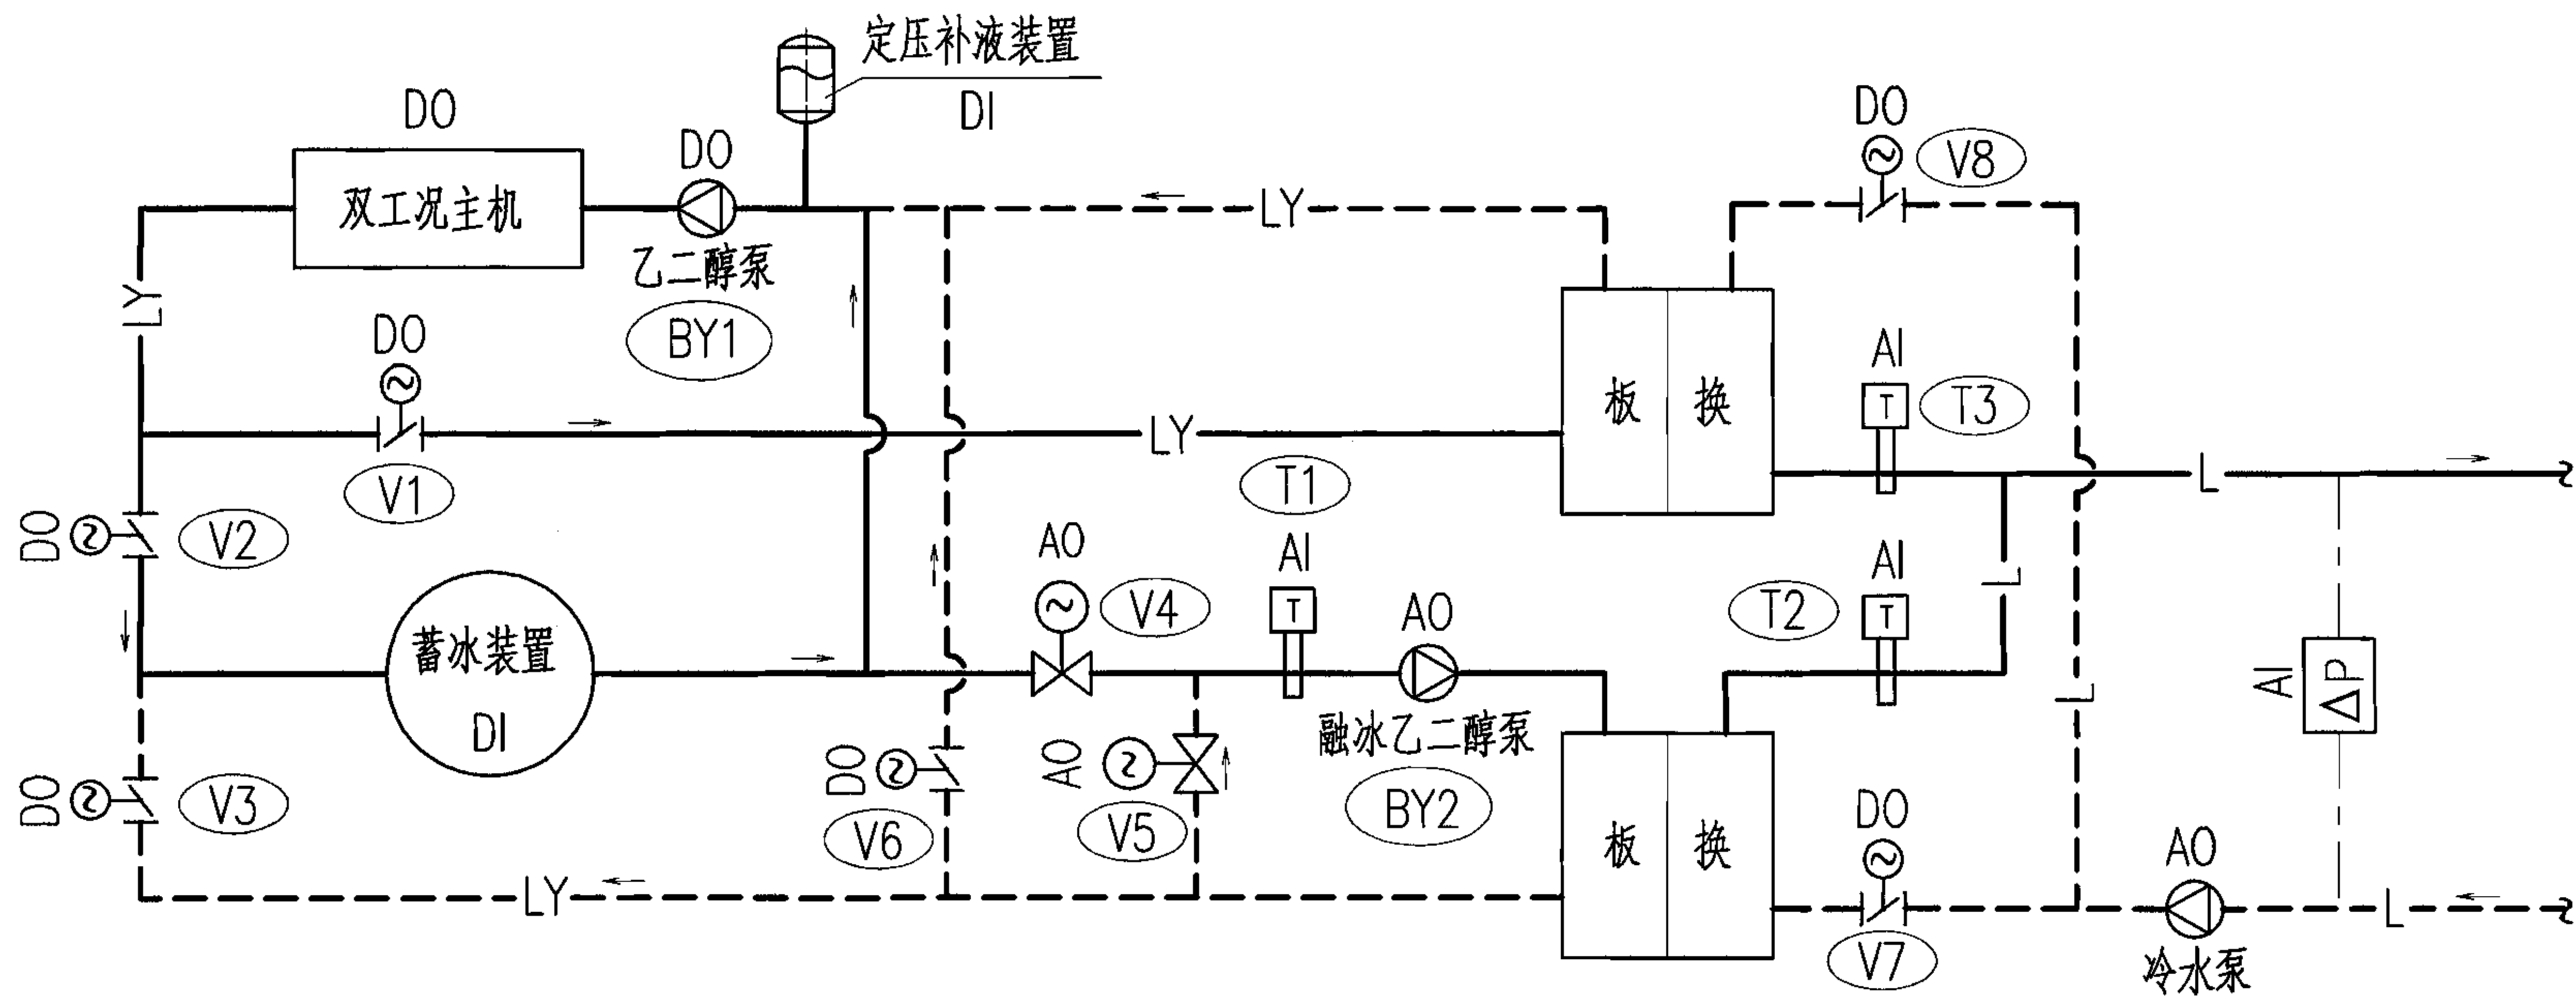 定压补液装置
DI
DO
双工况主机
DO
乙二醇泵
BY1
LY
DO
V8
LY
DO
V1
LY
T1
板 换
AI
T
T3
L
DO
V2
AO
V4
AI
T
AO
T2
AI
T
L
蓄冰装置
DI
融冰乙二醇泵
BY2
L
AI
ΔP
DO
V3
DO
V6
AO
V5
板 换
DO
V7
AO
冷水泵
L
LY